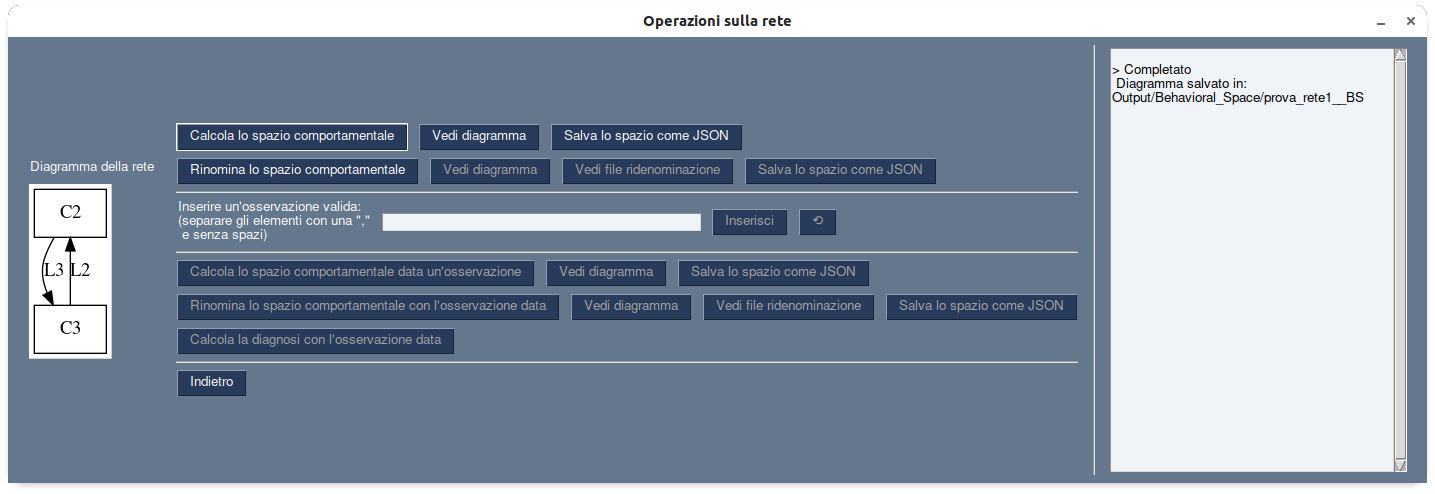 Operazioni sulla rete
Diagramma della rete
C2
L3 L2
C3
Calcola lo spazio comportamentale Vedi diagramma Salva lo spazio come JSON
Rinomina lo spazio comportamentale Vedi diagramma Vedi file ridenominazione Salva lo spazio come JSON
Inserire un'osservazione valida:
(separare gli elementi con una ","
e senza spazi)
Inserisci ⟲
Calcola lo spazio comportamentale data un'osservazione Vedi diagramma Salva lo spazio come JSON
Rinomina lo spazio comportamentale con l'osservazione data Vedi diagramma Vedi file ridenominazione Salva lo spazio come JSON
Calcola la diagnosi con l'osservazione data
Indietro
> Completato
Diagramma salvato in:
Output/Behavioral_Space/prova_rete1__BS